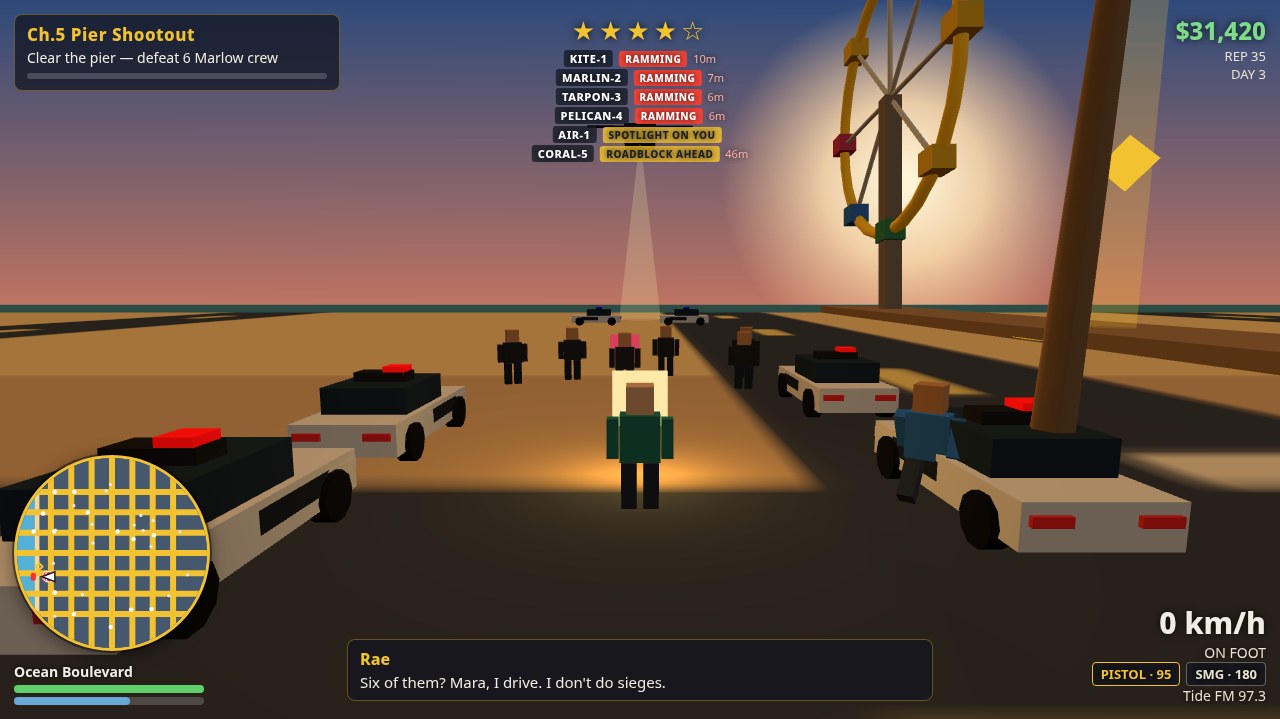 Ch.5 Pier Shootout
Clear the pier — defeat 6 Marlow crew
★ ★ ★ ★ ☆
KITE-1 RAMMING 10m
MARLIN-2 RAMMING 7m
TARPON-3 RAMMING 6m
PELICAN-4 RAMMING 6m
AIR-1 SPOTLIGHT ON YOU
CORAL-5 ROADBLOCK AHEAD 46m
$31,420
REP 35
DAY 3
Ocean Boulevard
Rae
Six of them? Mara, I drive. I don't do sieges.
0 km/h
ON FOOT
PISTOL · 95 SMG · 180
Tide FM 97.3